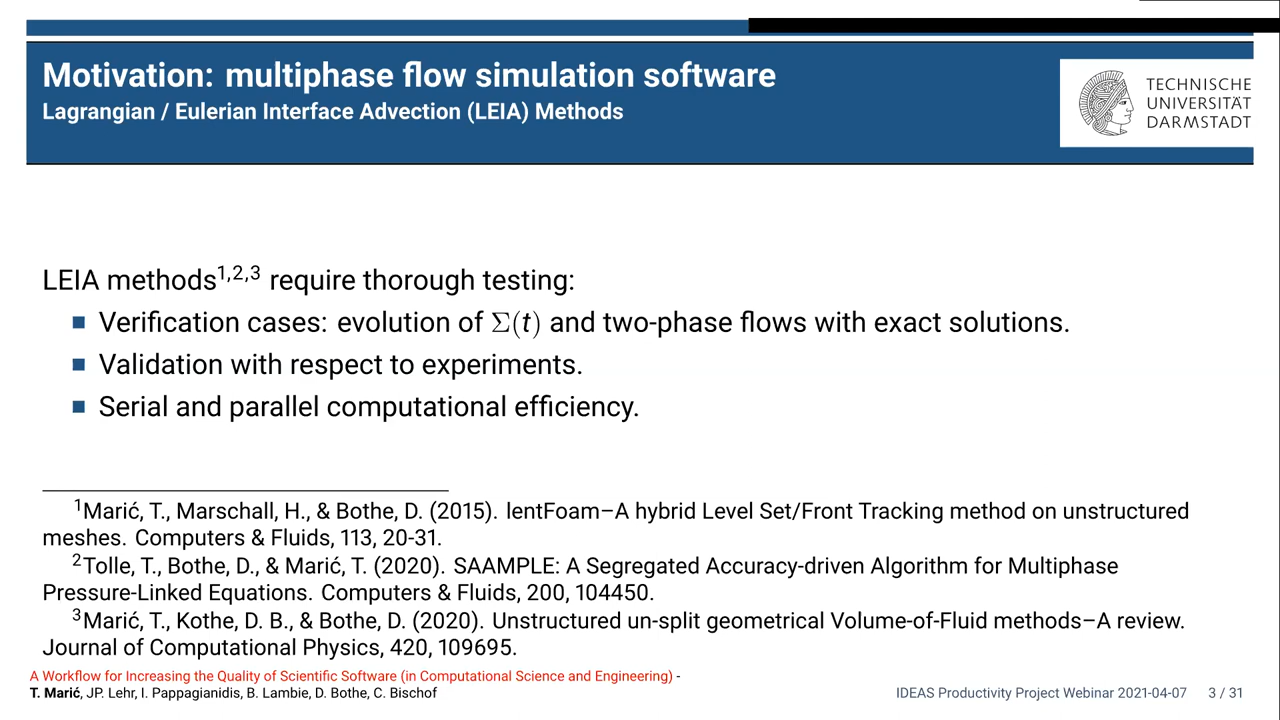 Motivation: multiphase flow simulation software
Lagrangian / Eulerian Interface Advection (LEIA) Methods
TECHNISCHE
UNIVERSITÄT
DARMSTADT
LEIA methods1,2,3 require thorough testing:
■ Verification cases: evolution of Σ(t) and two-phase flows with exact solutions.
■ Validation with respect to experiments.
■ Serial and parallel computational efficiency.
1Marić, T., Marschall, H., & Bothe, D. (2015). lentFoam–A hybrid Level Set/Front Tracking method on unstructured
meshes. Computers & Fluids, 113, 20-31.
2Tolle, T., Bothe, D., & Marić, T. (2020). SAAMPLE: A Segregated Accuracy-driven Algorithm for Multiphase
Pressure-Linked Equations. Computers & Fluids, 200, 104450.
3Marić, T., Kothe, D. B., & Bothe, D. (2020). Unstructured un-split geometrical Volume-of-Fluid methods–A review.
Journal of Computational Physics, 420, 109695.
A Workflow for Increasing the Quality of Scientific Software (in Computational Science and Engineering) -
T. Marić, JP. Lehr, I. Pappagianidis, B. Lambie, D. Bothe, C. Bischof
IDEAS Productivity Project Webinar 2021-04-07 3 / 31